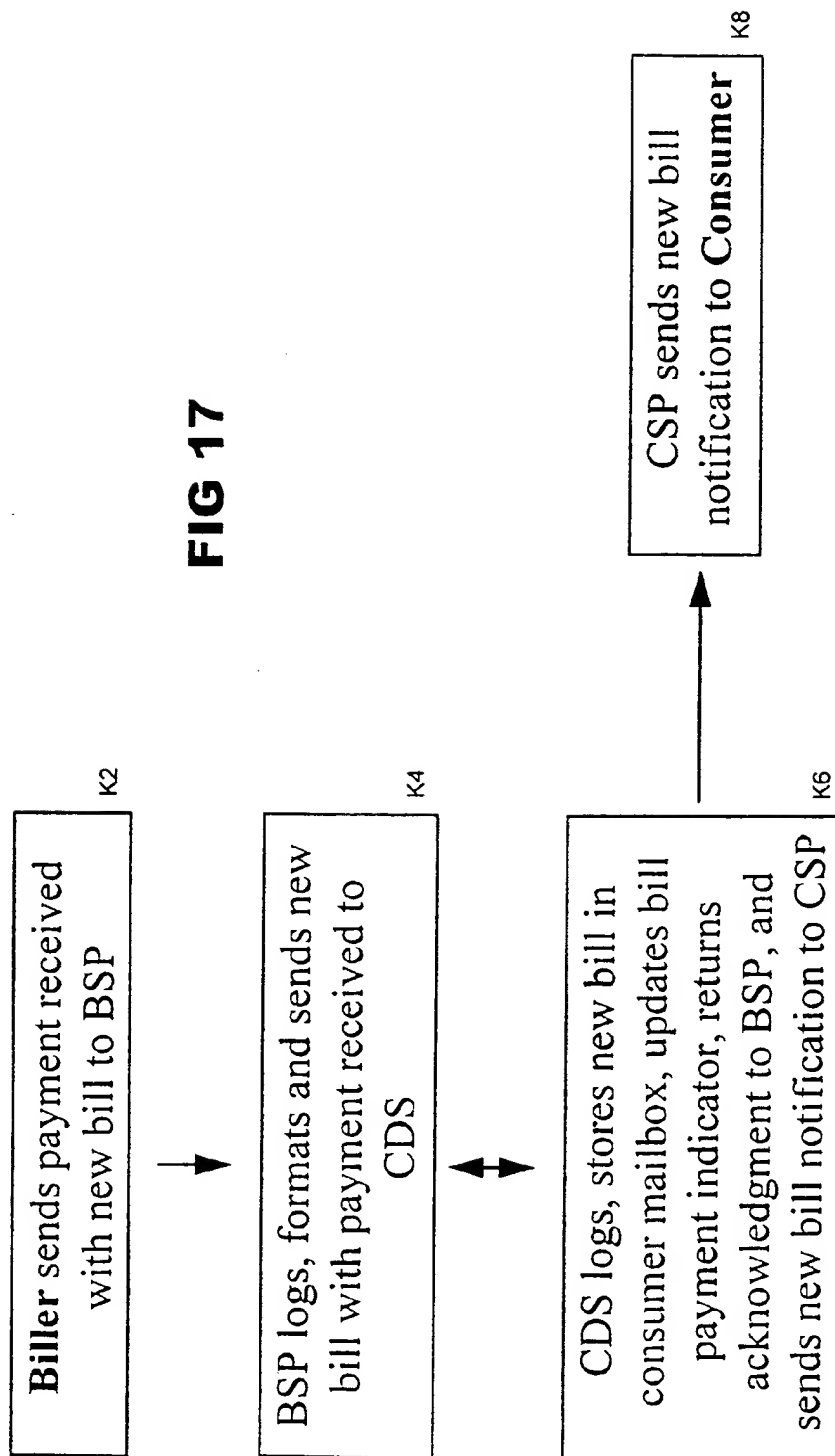 FIG 17
Biller sends payment received
with new bill to BSP
K2
BSP logs, formats and sends new
bill with payment received to
CDS
K4
CDS logs, stores new bill in
consumer mailbox, updates bill
payment indicator, returns
acknowledgment to BSP, and
sends new bill notification to CSP
K6
CSP sends new bill
notification to Consumer
K8